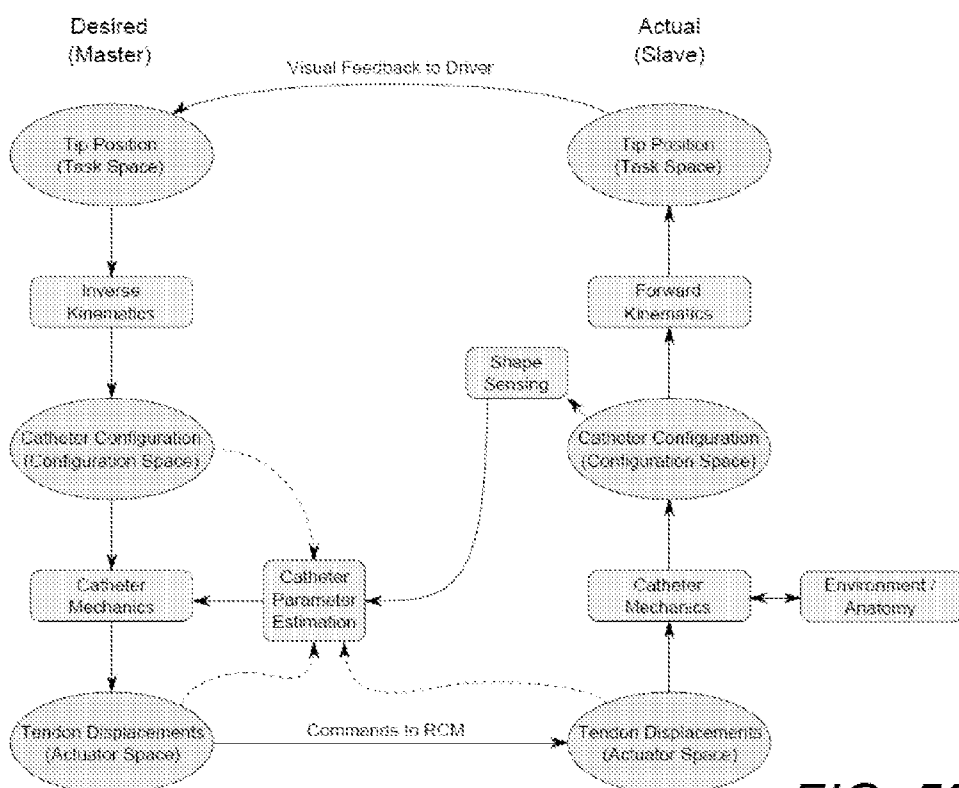 Desired
(Master)
Actual
(Slave)
Visual Feedback to Driver
Tip Position
(Task Space)
Tip Position
(Task Space)
Inverse
Kinematics
Forward
Kinematics
Shape
Sensing
Catheter Configuration
(Configuration Space)
Catheter Configuration
(Configuration Space)
Catheter
Mechanics
Catheter
Parameter
Estimation
Catheter
Mechanics
Environment /
Anatomy
Tendon Displacements
(Actuator Space)
Commands to RCM
Tendon Displacements
(Actuator Space)